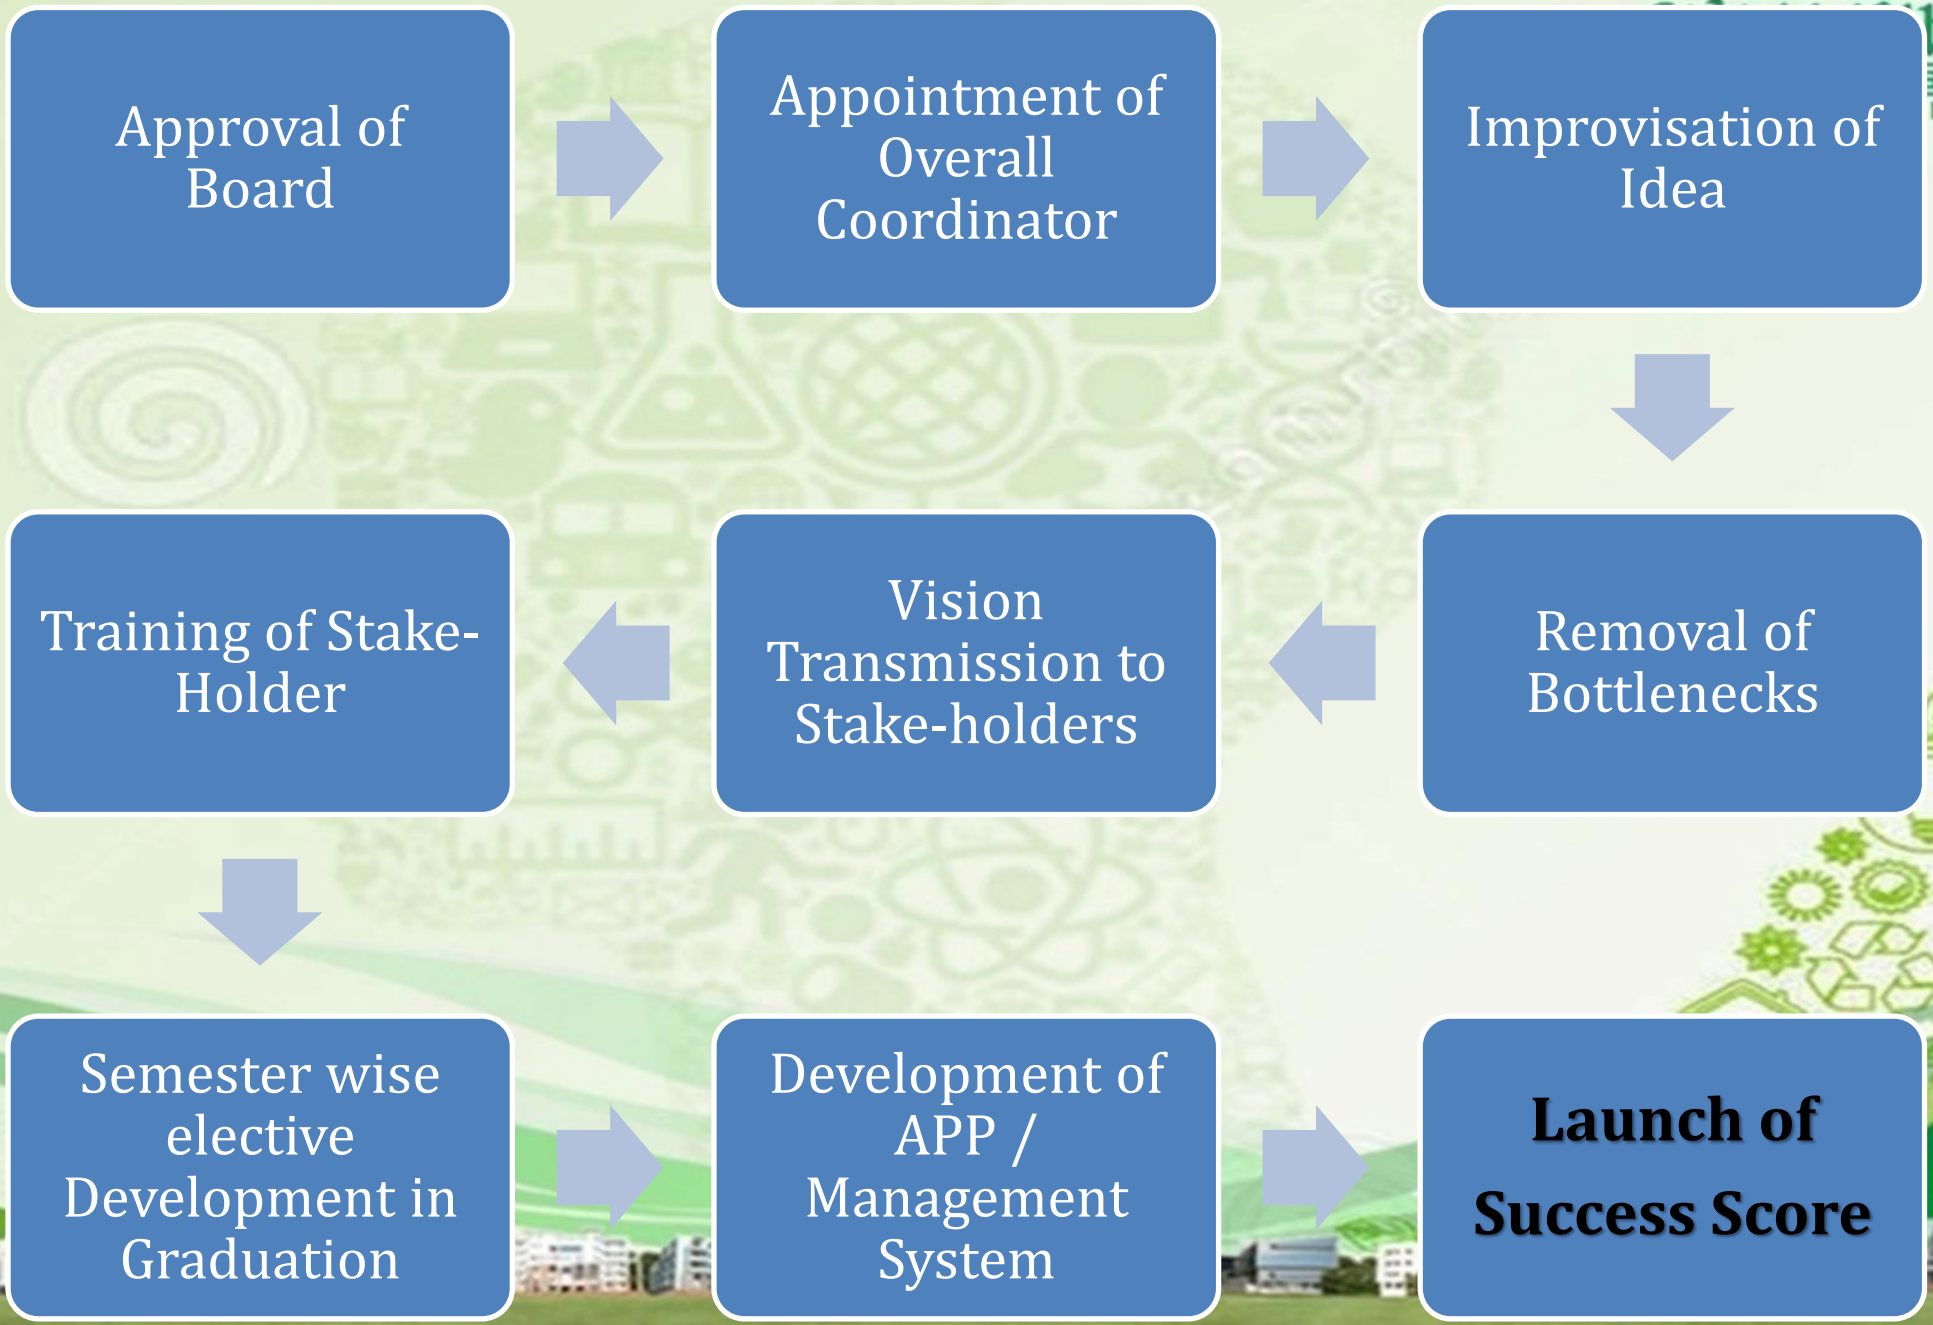 Approval of
Board
Appointment of
Overall
Coordinator
Improvisation of
Idea
Removal of
Bottlenecks
Vision
Transmission to
Stake-holders
Training of Stake-
Holder
Semester wise
elective
Development in
Graduation
Development of
APP /
Management
System
Launch of
Success Score